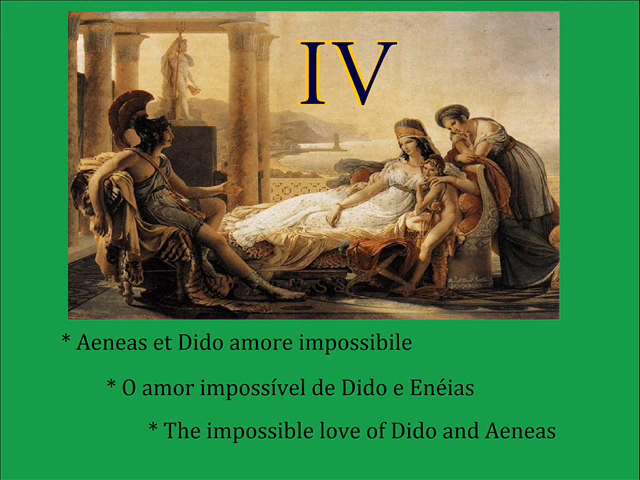 IV
* Aeneas et Dido amore impossibile
* O amor impossível de Dido e Enéias
* The impossible love of Dido and Aeneas